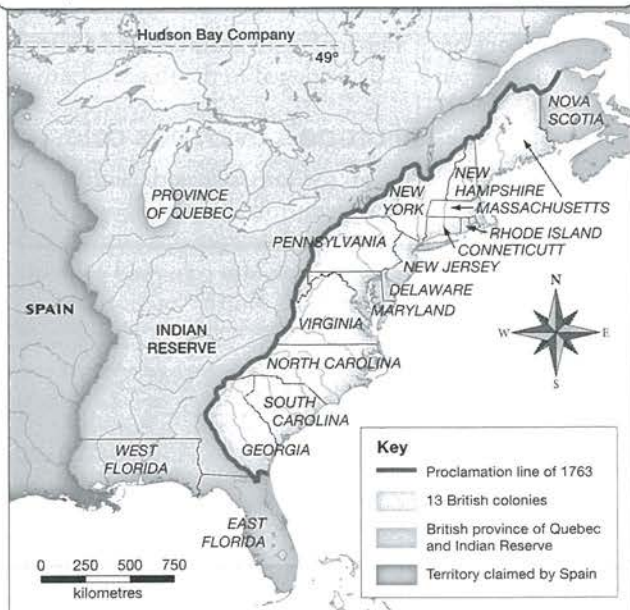 Hudson Bay Company
49°
NOVA
SCOTIA
PROVINCE
OF QUEBEC
NEW
HAMPSHIRE
NEW
YORK
MASSACHUSETTS
RHODE ISLAND
CONNETICUTT
PENNSYLVANIA
NEW JERSEY
DELAWARE
MARYLAND
SPAIN
INDIAN
RESERVE
VIRGINIA
N
W
E
S
NORTH CAROLINA
SOUTH
CAROLINA
GEORGIA
WEST
FLORIDA
EAST
FLORIDA
0 250 500 750
kilometres
Key
Proclamation line of 1763
13 British colonies
British province of Quebec
and Indian Reserve
Territory claimed by Spain